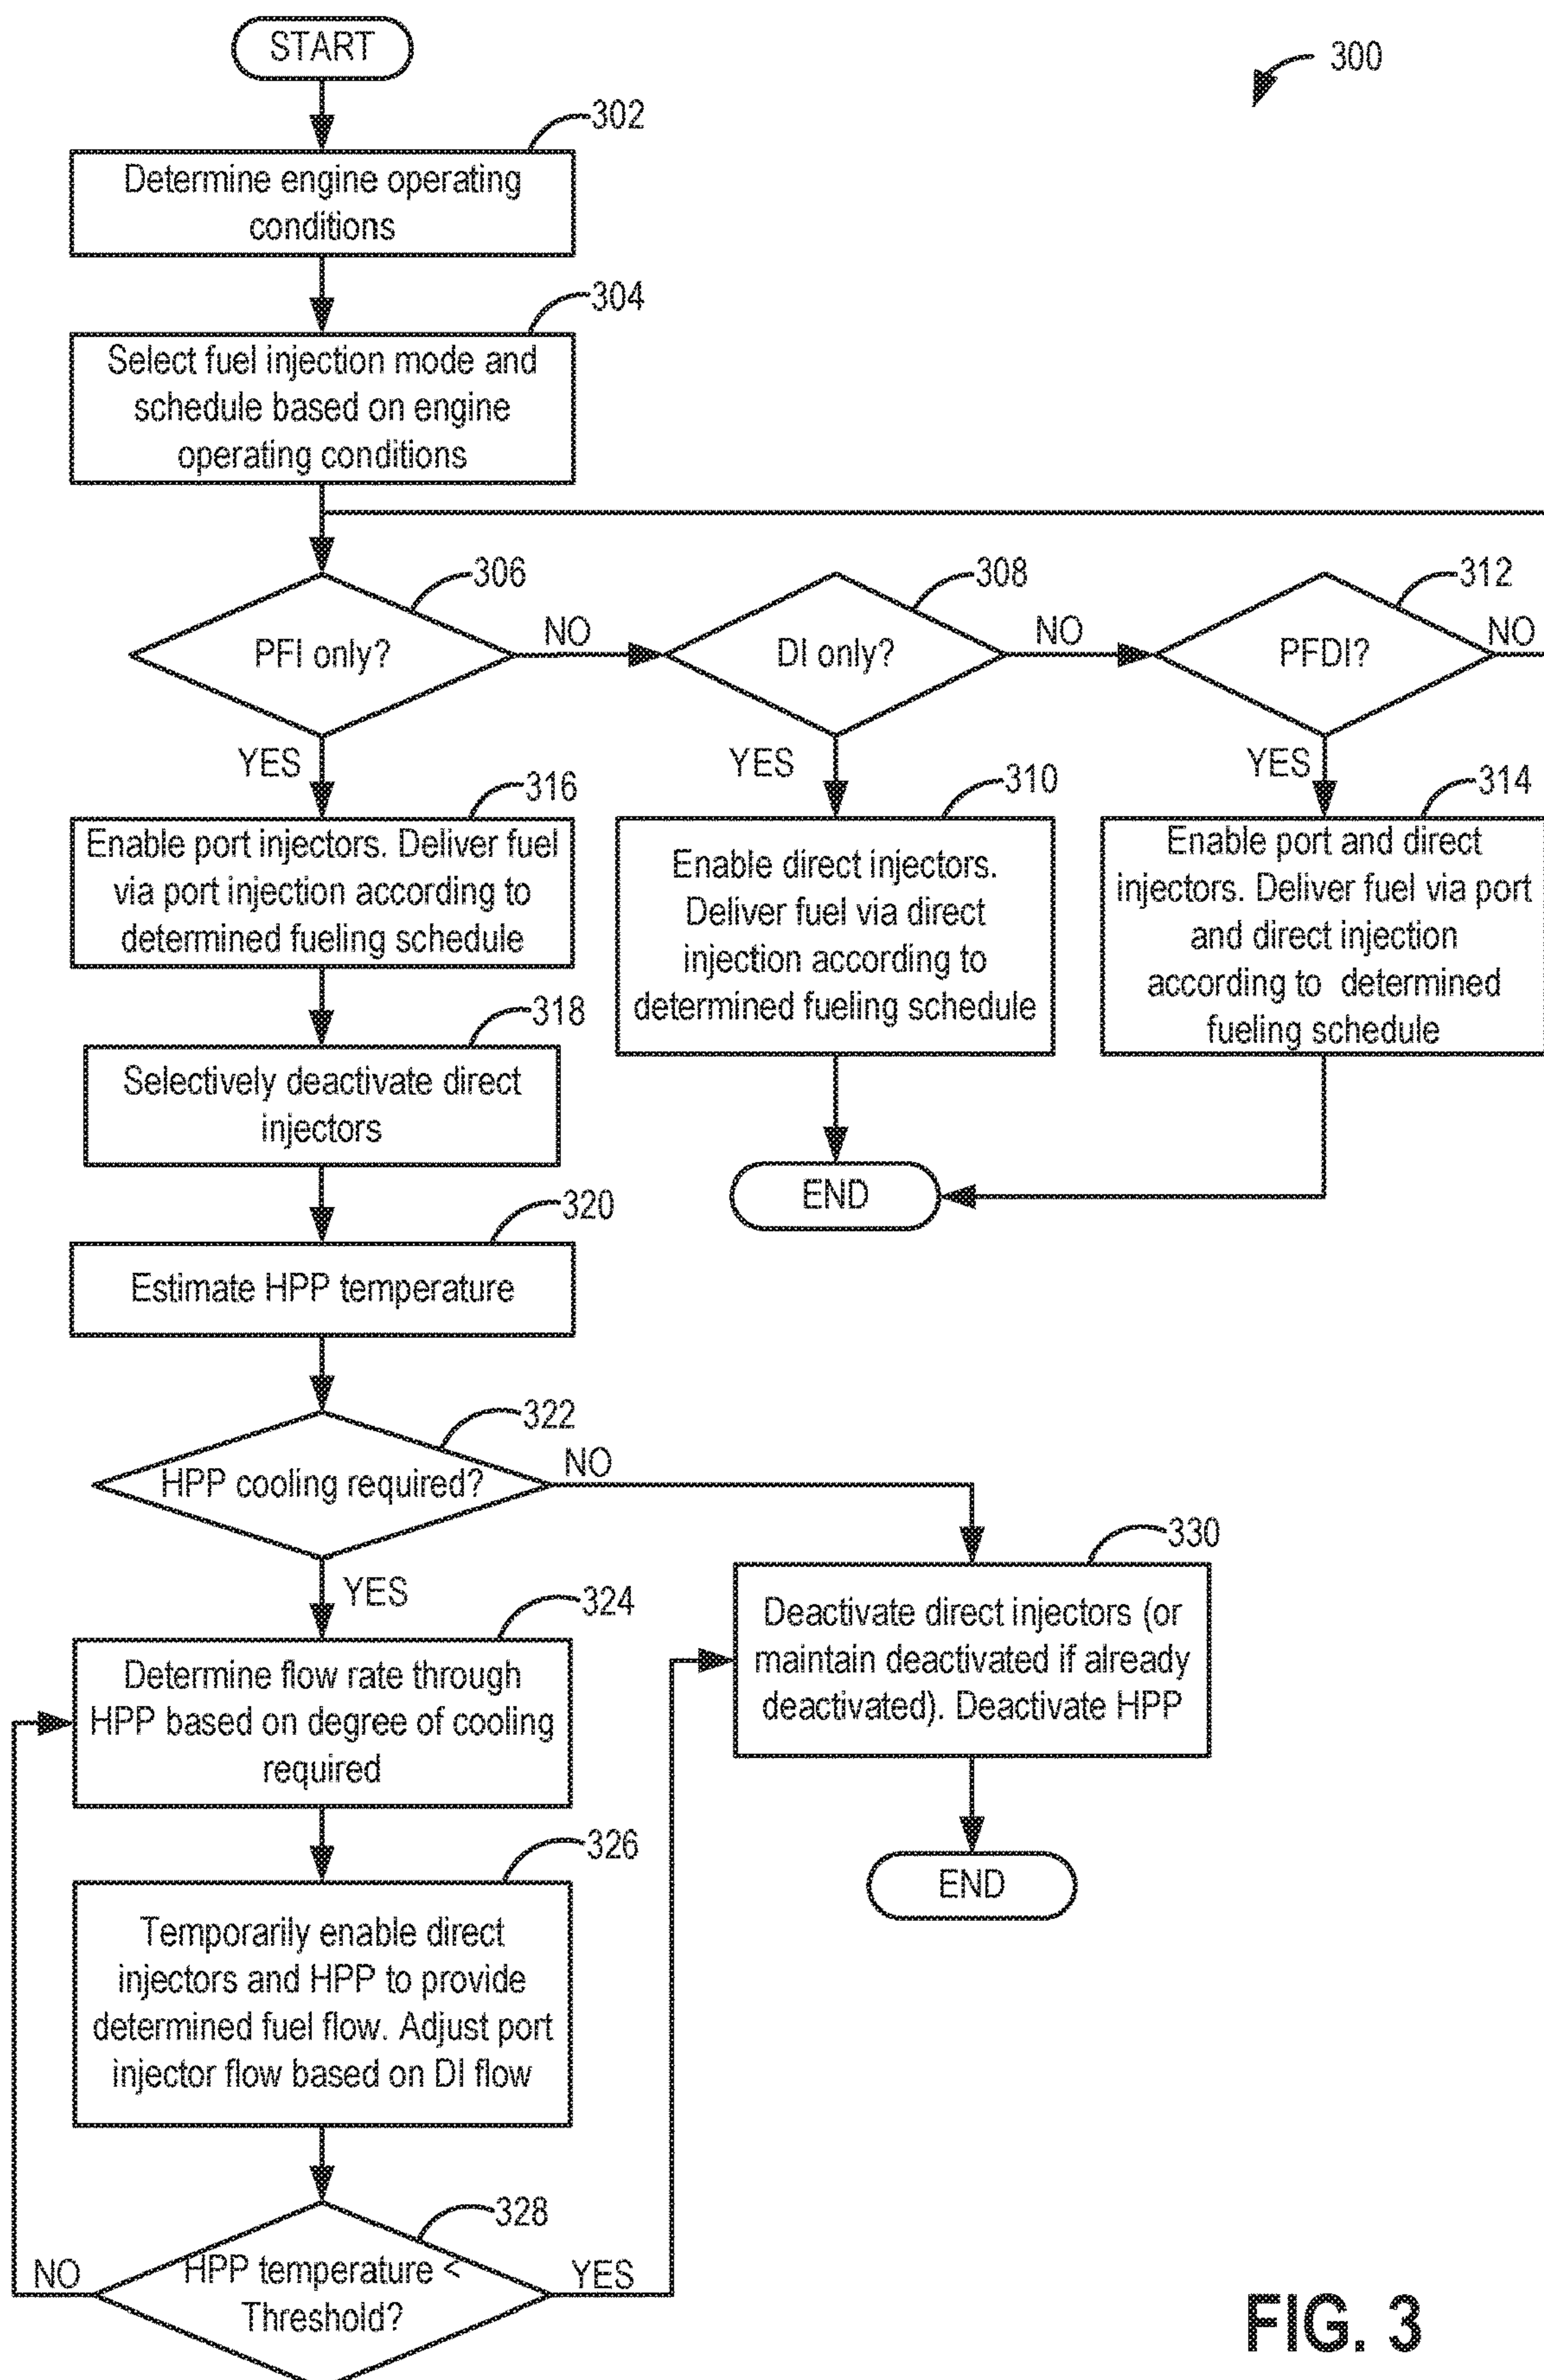 START
300
302
Determine engine operating
conditions
304
Select fuel injection mode and
schedule based on engine
operating conditions
306
PFI only?
NO
308
DI only?
NO
312
PFDI?
NO
YES
YES
YES
316
Enable port injectors. Deliver fuel
via port injection according to
determined fueling schedule
310
Enable direct injectors.
Deliver fuel via direct
injection according to
determined fueling schedule
314
Enable port and direct
injectors. Deliver fuel via port
and direct injection
according to determined
fueling schedule
318
Selectively deactivate direct
injectors
END
320
Estimate HPP temperature
322
HPP cooling required?
NO
YES
330
Deactivate direct injectors (or
maintain deactivated if already
deactivated). Deactivate HPP
324
Determine flow rate through
HPP based on degree of cooling
required
END
326
Temporarily enable direct
injectors and HPP to provide
determined fuel flow. Adjust port
injector flow based on DI flow
328
HPP temperature <
Threshold?
NO
YES
FIG. 3